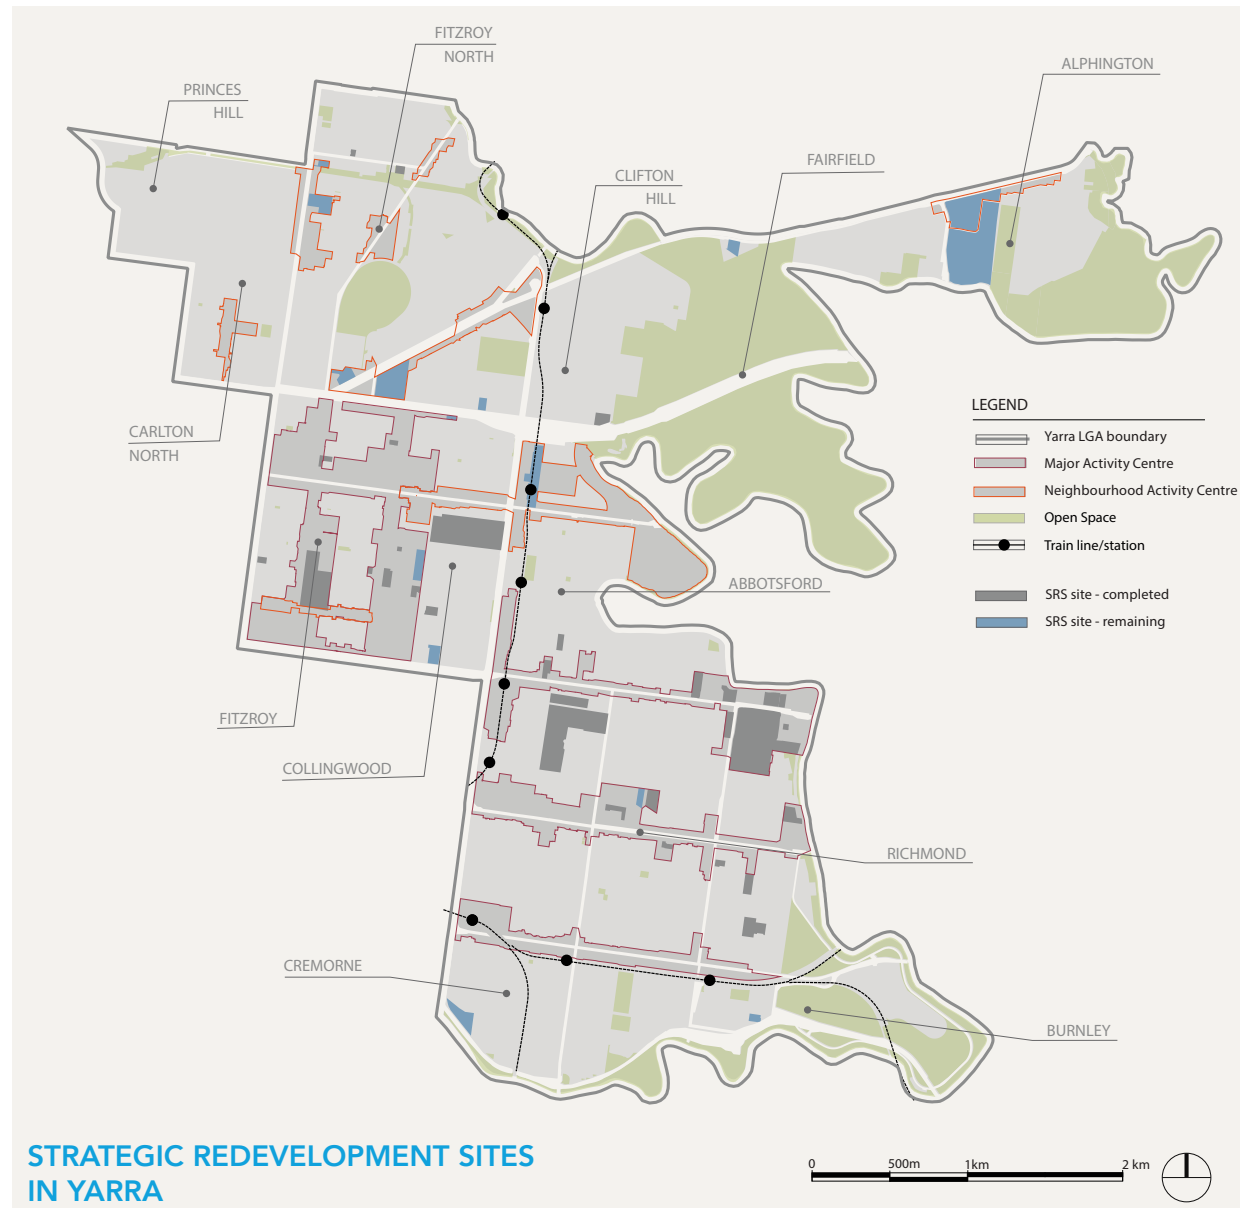 FITZROY
NORTH
ALPHINGTON
PRINCES
HILL
FAIRFIELD
CLIFTON
HILL
CARLTON
NORTH
LEGEND
Yarra LGA boundary
Major Activity Centre
Neighbourhood Activity Centre
Open Space
Train line/station
SRS site - completed
SRS site - remaining
ABBOTSFORD
FITZROY
COLLINGWOOD
RICHMOND
CREMORNE
BURNLEY
STRATEGIC REDEVELOPMENT SITES
IN YARRA
0 500m 1km 2 km